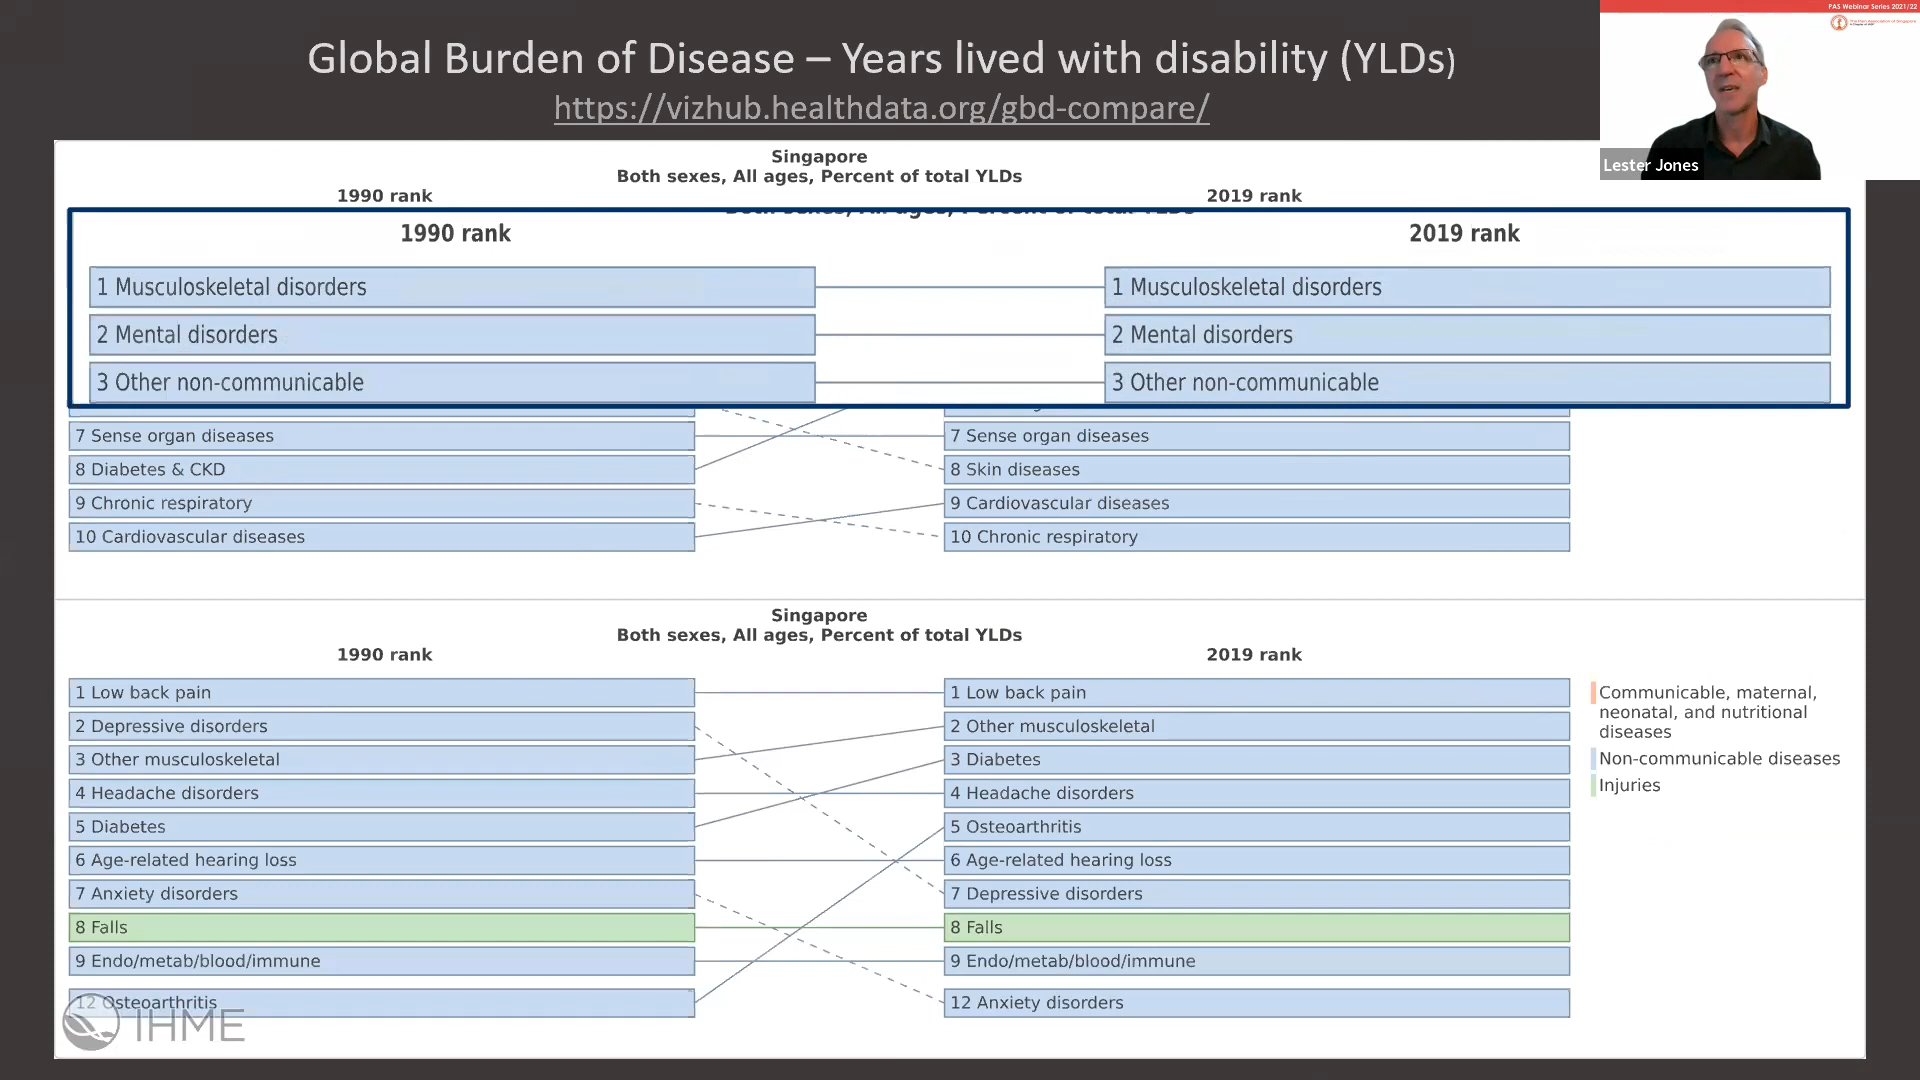 PAS Webinar Series 2021/22
Global Burden of Disease – Years lived with disability (YLDs)
https://vizhub.healthdata.org/gbd-compare/
Lester Jones
Singapore
Both sexes, All ages, Percent of total YLDs
1990 rank
2019 rank
1990 rank
2019 rank
1 Musculoskeletal disorders
1 Musculoskeletal disorders
2 Mental disorders
2 Mental disorders
3 Other non-communicable
3 Other non-communicable
7 Sense organ diseases
7 Sense organ diseases
8 Diabetes & CKD
8 Skin diseases
9 Chronic respiratory
9 Cardiovascular diseases
10 Cardiovascular diseases
10 Chronic respiratory
Singapore
Both sexes, All ages, Percent of total YLDs
1990 rank
2019 rank
1 Low back pain
1 Low back pain
2 Depressive disorders
2 Other musculoskeletal
3 Other musculoskeletal
3 Diabetes
4 Headache disorders
4 Headache disorders
5 Diabetes
5 Osteoarthritis
6 Age-related hearing loss
6 Age-related hearing loss
7 Anxiety disorders
7 Depressive disorders
8 Falls
8 Falls
9 Endo/metab/blood/immune
9 Endo/metab/blood/immune
12 Osteoarthritis
12 Anxiety disorders
Communicable, maternal,
neonatal, and nutritional
diseases
Non-communicable diseases
Injuries
IHME